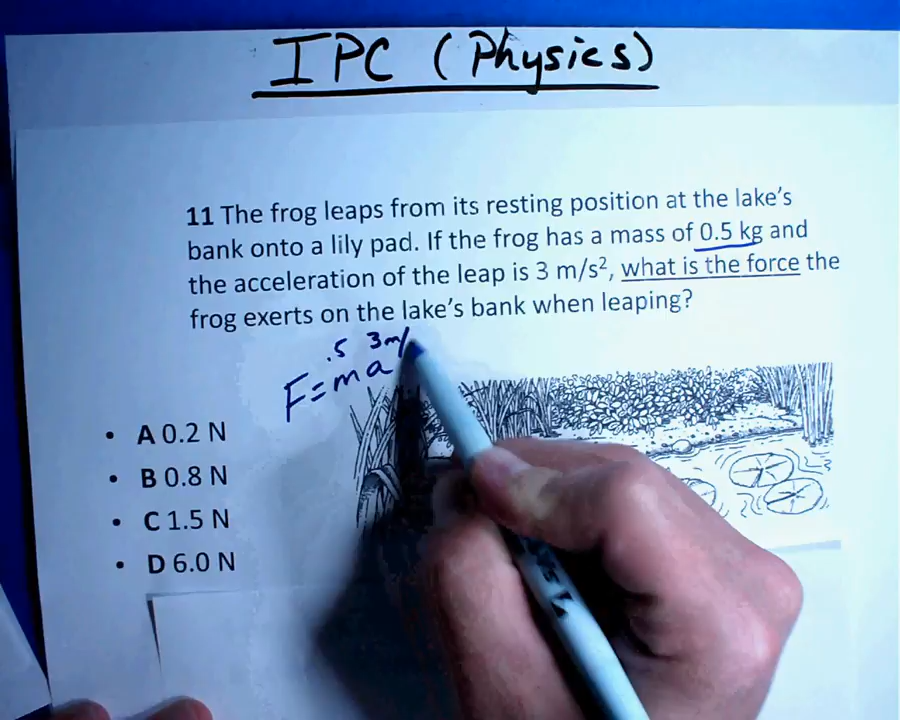 IPC (Physics)
11 The frog leaps from its resting position at the lake's
bank onto a lily pad. If the frog has a mass of 0.5 kg and
the acceleration of the leap is 3 m/s², what is the force the
frog exerts on the lake's bank when leaping?
.5 3m/
F=ma
• A 0.2 N
• B 0.8 N
• C 1.5 N
• D 6.0 N